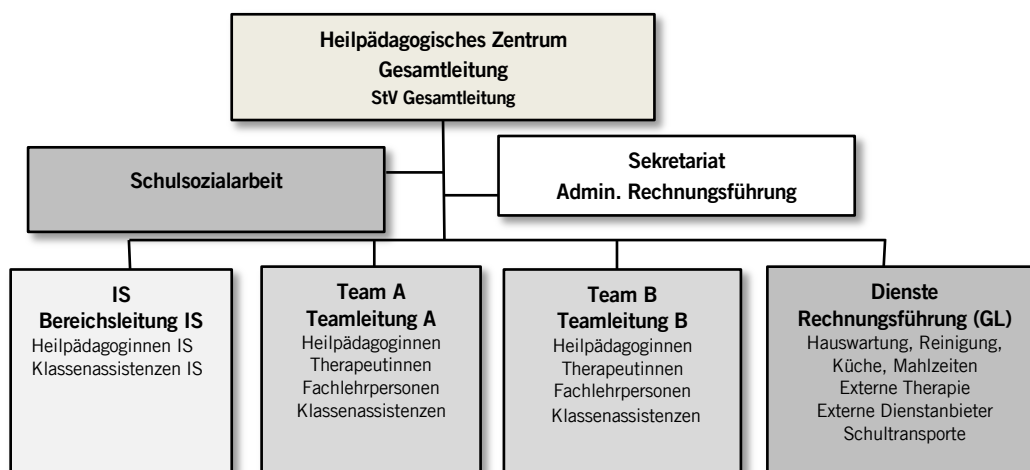 Heilpädagogisches Zentrum
Gesamtleitung
StV Gesamtleitung
Schulsozialarbeit
Sekretariat
Admin. Rechnungsführung
IS
Bereichsleitung IS
Heilpädagoginnen IS
Klassenassistenzen IS
Team A
Teamleitung A
Heilpädagoginnen
Therapeutinnen
Fachlehrpersonen
Klassenassistenzen
Team B
Teamleitung B
Heilpädagoginnen
Therapeutinnen
Fachlehrpersonen
Klassenassistenzen
Dienste
Rechnungsführung (GL)
Hauswartung, Reinigung,
Küche, Mahlzeiten
Externe Therapie
Externe Dienstanbieter
Schultransporte